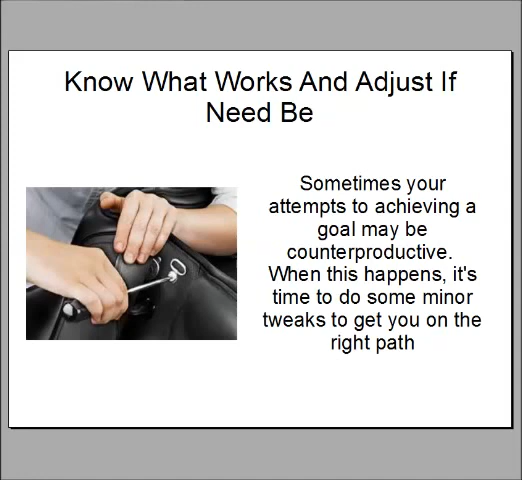 Know What Works And Adjust If
Need Be
Sometimes your
attempts to achieving a
goal may be
counterproductive.
When this happens, it's
time to do some minor
tweaks to get you on the
right path